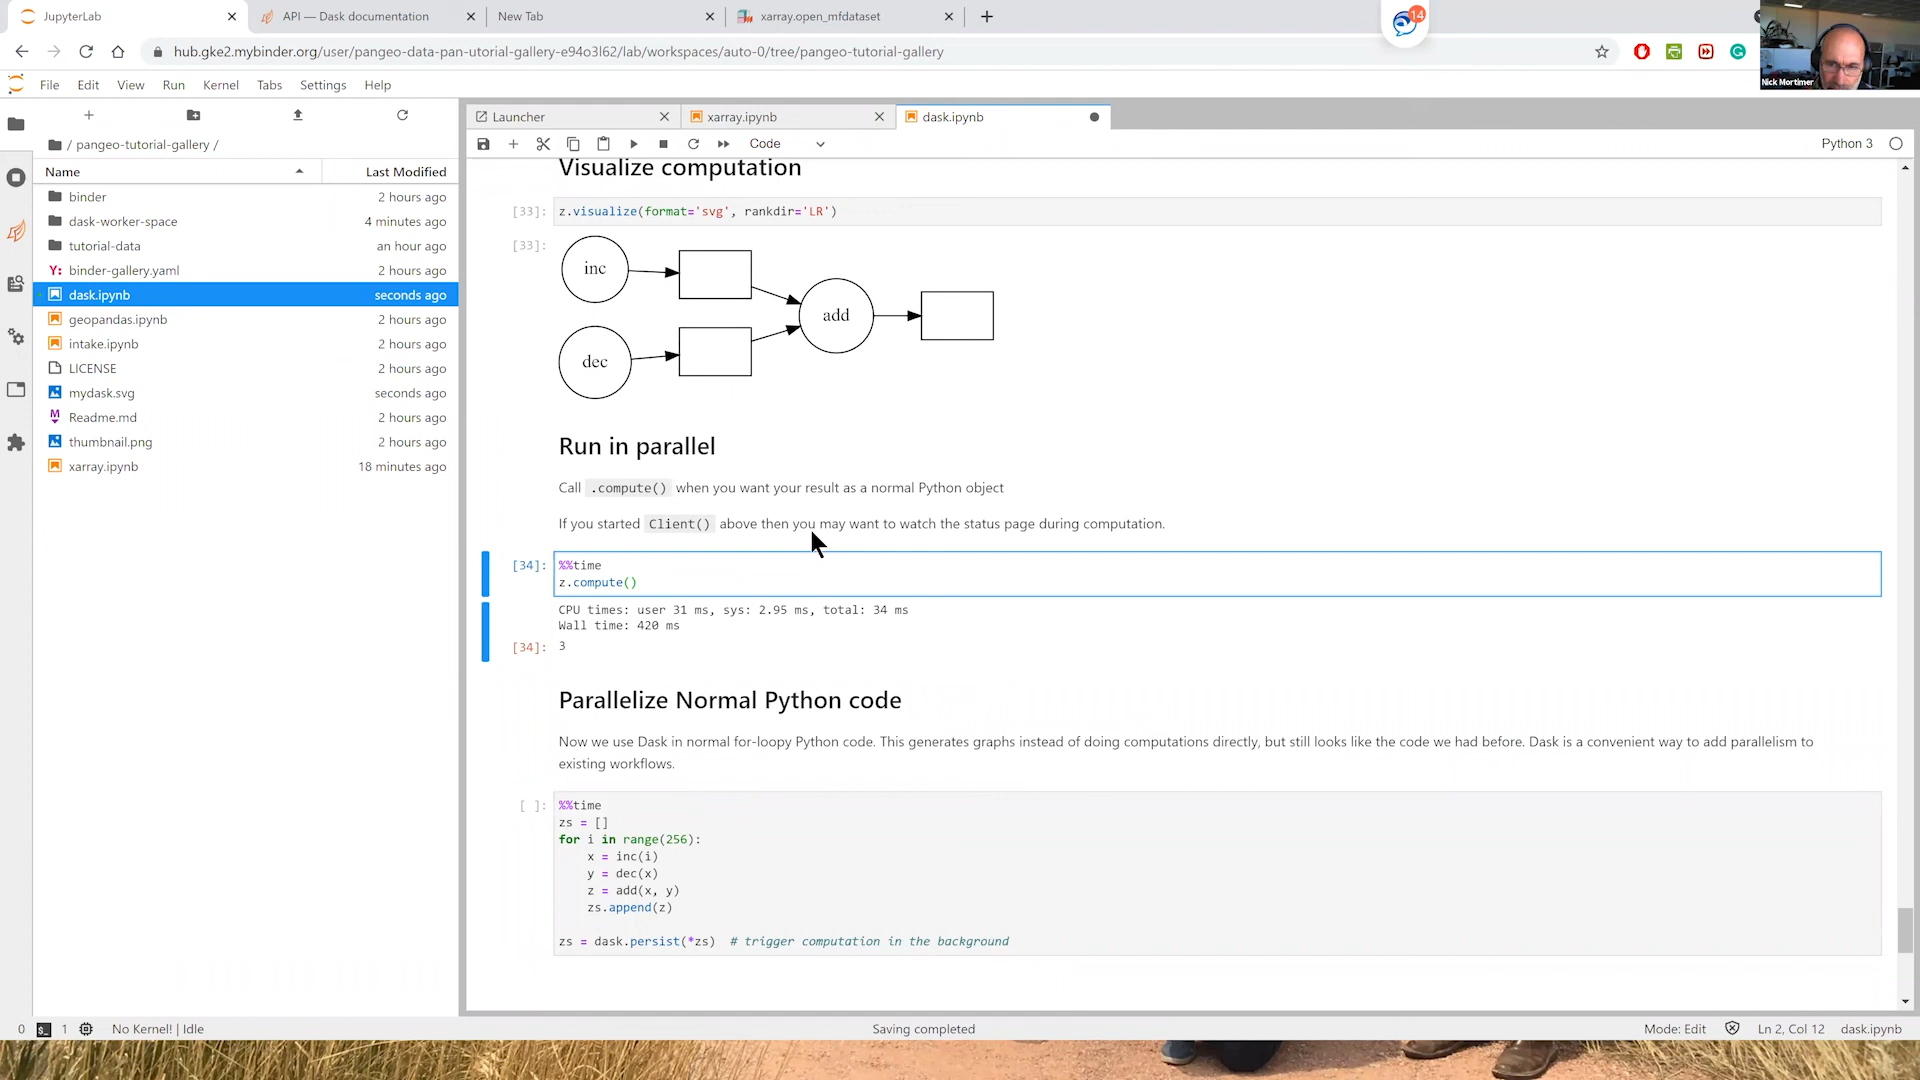 JupyterLab
API — Dask documentation
New Tab
xarray.open_mfdataset
14
hub.gke2.mybinder.org/user/pangeo-data-pan-utorial-gallery-e94o3l62/lab/workspaces/auto-0/tree/pangeo-tutorial-gallery
Nick Mortimer
File Edit View Run Kernel Tabs Settings Help
/ pangeo-tutorial-gallery /
Name Last Modified
binder 2 hours ago
dask-worker-space 4 minutes ago
tutorial-data an hour ago
Y: binder-gallery.yaml 2 hours ago
dask.ipynb seconds ago
geopandas.ipynb 2 hours ago
intake.ipynb 2 hours ago
LICENSE 2 hours ago
mydask.svg seconds ago
M Readme.md 2 hours ago
thumbnail.png 2 hours ago
xarray.ipynb 18 minutes ago
Launcher
xarray.ipynb
dask.ipynb
Code
Python 3
Visualize computation
[33]: z.visualize(format='svg', rankdir='LR')
[33]:
inc
dec
add
Run in parallel
Call .compute() when you want your result as a normal Python object
If you started Client() above then you may want to watch the status page during computation.
[34]: %%time
z.compute()
CPU times: user 31 ms, sys: 2.95 ms, total: 34 ms
Wall time: 420 ms
[34]: 3
Parallelize Normal Python code
Now we use Dask in normal for-loopy Python code. This generates graphs instead of doing computations directly, but still looks like the code we had before. Dask is a convenient way to add parallelism to
existing workflows.
[ ]: %%time
zs = []
for i in range(256):
x = inc(i)
y = dec(x)
z = add(x, y)
zs.append(z)
zs = dask.persist(*zs) # trigger computation in the background
0 1 No Kernel! | Idle
Saving completed
Mode: Edit Ln 2, Col 12 dask.ipynb